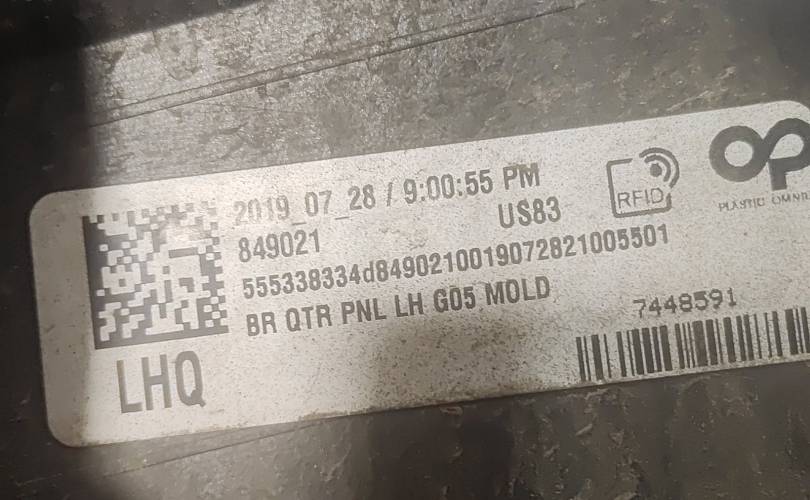 2019_07_28 / 9:00:55 PM
849021
US83
555338334d8490210019072821005501
BR QTR PNL LH G05 MOLD
LHQ
RFID
OP
PLASTIC OMNI
7448591